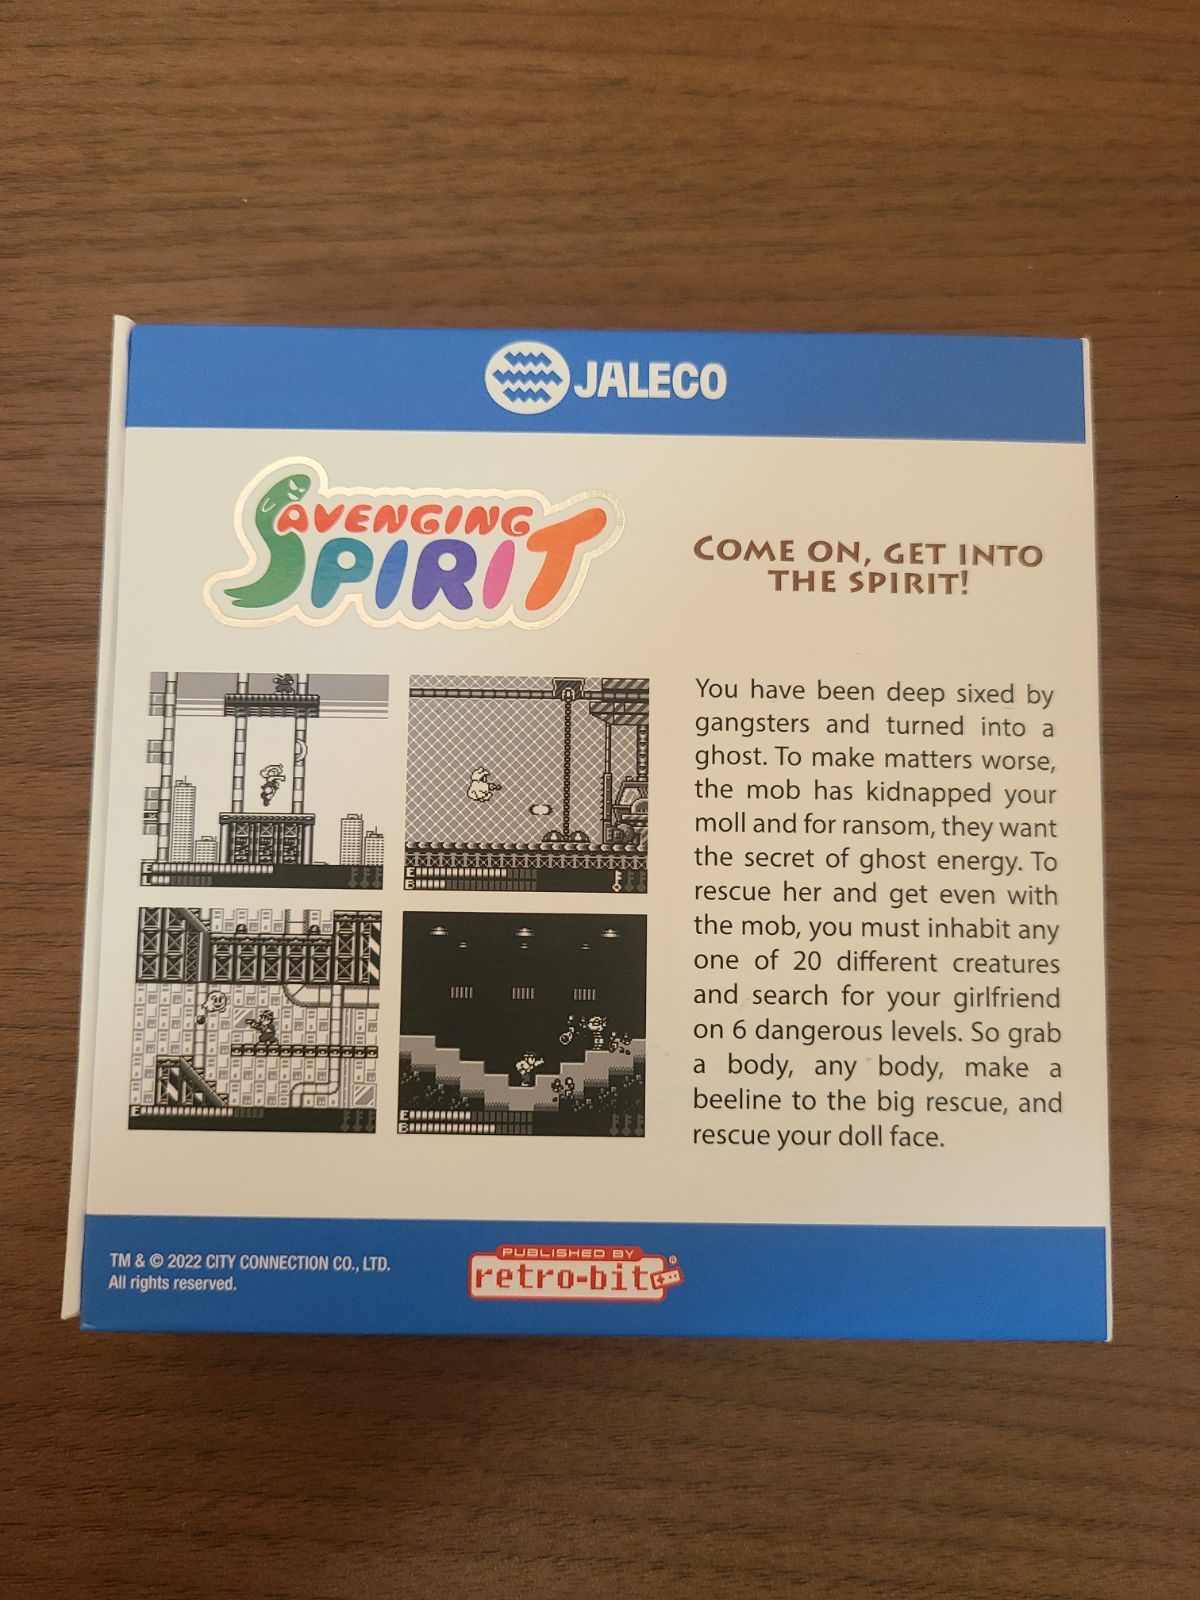 JALECO
AVENGING
SPIRIT
COME ON, GET INTO
THE SPIRIT!
You have been deep sixed by
gangsters and turned into a
ghost. To make matters worse,
the mob has kidnapped your
moll and for ransom, they want
the secret of ghost energy. To
rescue her and get even with
the mob, you must inhabit any
one of 20 different creatures
and search for your girlfriend
on 6 dangerous levels. So grab
a body, any body, make a
beeline to the big rescue, and
rescue your doll face.
TM & © 2022 CITY CONNECTION CO., LTD.
All rights reserved.
PUBLISHED BY
retro-bit®